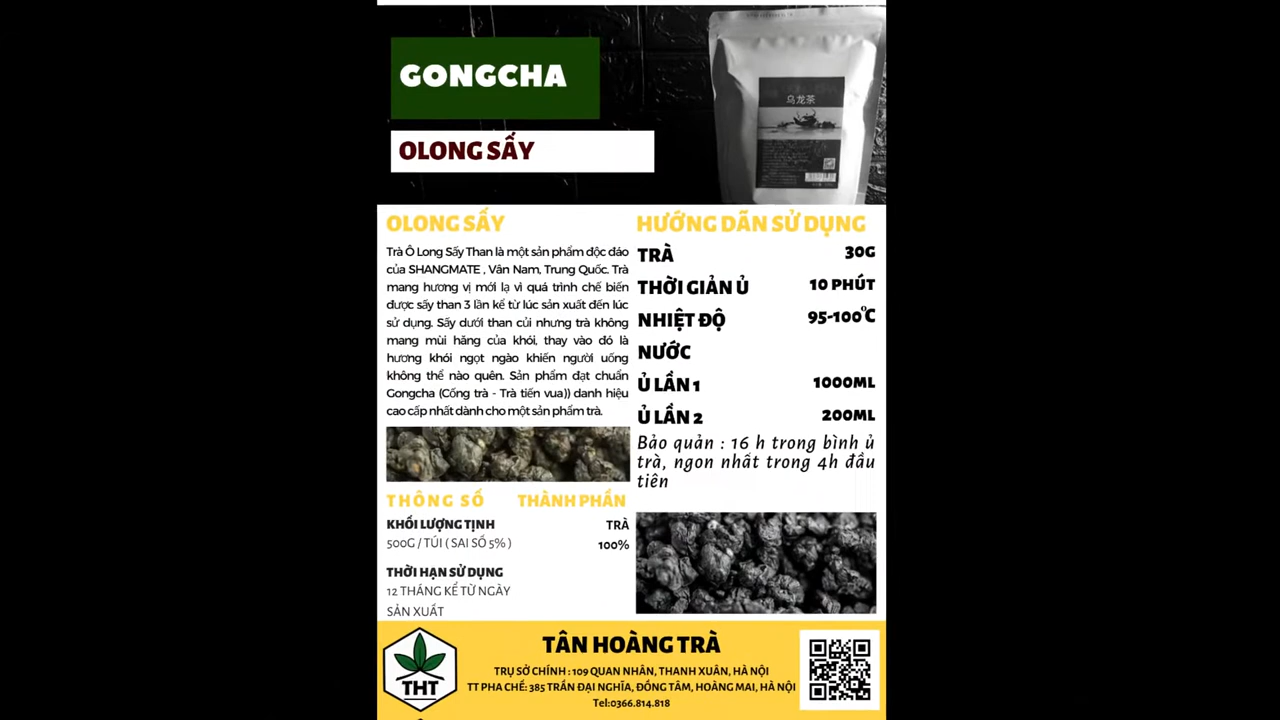 GONGCHA
OLONG SẤY
乌龙茶
OLONG SẤY
Trà Ô Long Sấy Than là một sản phẩm độc đáo
của SHANGMATE , Vân Nam, Trung Quốc. Trà
mang hương vị mới lạ vì quá trình chế biến
được sấy than 3 lần kể từ lúc sản xuất đến lúc
sử dụng. Sấy dưới than củi nhưng trà không
mang mùi hăng của khói, thay vào đó là
hương khói ngọt ngào khiến người uống
không thể nào quên. Sản phẩm đạt chuẩn
Gongcha (Cống trà - Trà tiến vua)) danh hiệu
cao cấp nhất dành cho một sản phẩm trà.
THÔNG SỐ THÀNH PHẦN
KHỐI LƯỢNG TỊNH TRÀ
500G / TÚI ( SAI SỐ 5% ) 100%
THỜI HẠN SỬ DỤNG
12 THÁNG KỂ TỪ NGÀY
SẢN XUẤT
HƯỚNG DẪN SỬ DỤNG
TRÀ 30G
THỜI GIẢN Ủ 10 PHÚT
NHIỆT ĐỘ 95-100°C
NƯỚC
Ủ LẦN 1 1000ML
Ủ LẦN 2 200ML
Bảo quản : 16 h trong bình ủ
trà, ngon nhất trong 4h đầu
tiên
THT
TÂN HOÀNG TRÀ
TRỤ SỞ CHÍNH : 109 QUAN NHÂN, THANH XUÂN, HÀ NỘI
TT PHA CHẾ: 385 TRẦN ĐẠI NGHĨA, ĐỒNG TÂM, HOÀNG MAI, HÀ NỘI
Tel:0366.814.818